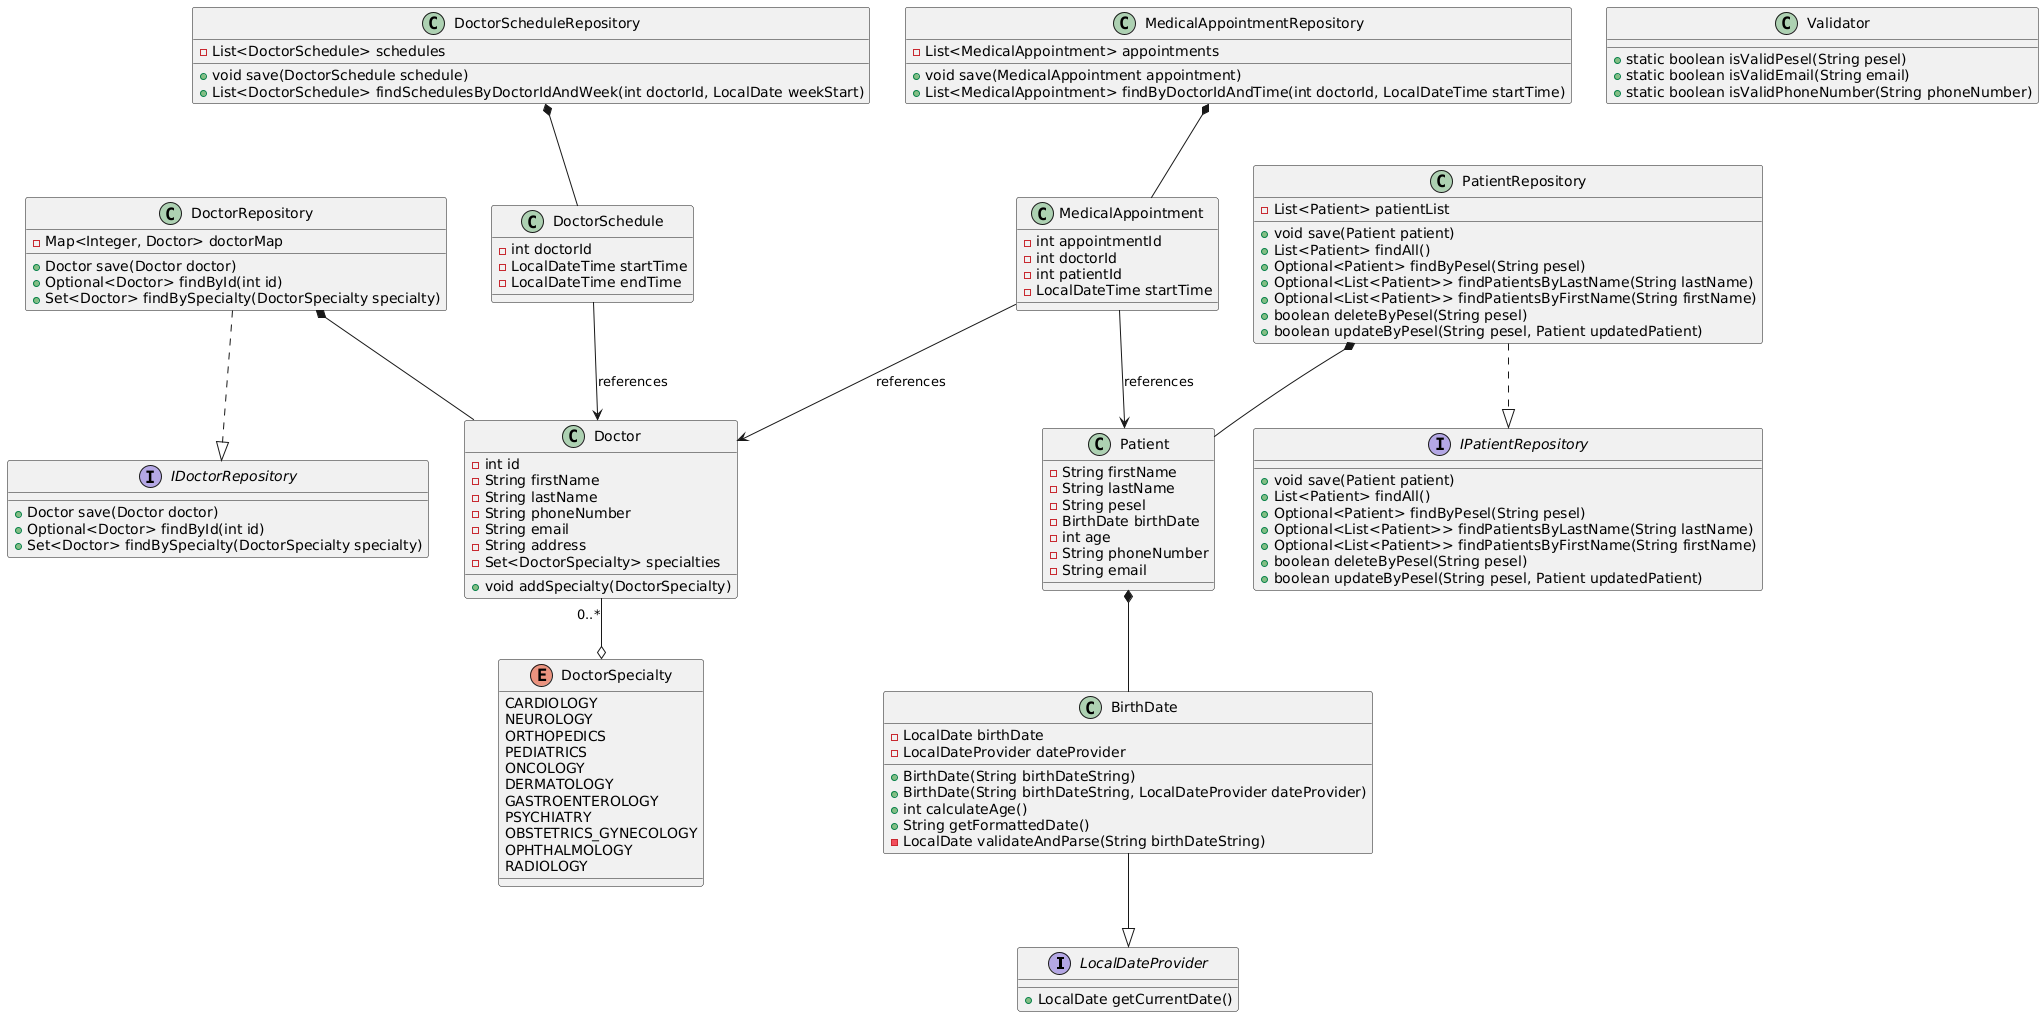 C DoctorScheduleRepository
List<DoctorSchedule> schedules
void save(DoctorSchedule schedule)
List<DoctorSchedule> findSchedulesByDoctorIdAndWeek(int doctorId, LocalDate weekStart)
C MedicalAppointmentRepository
List<MedicalAppointment> appointments
void save(MedicalAppointment appointment)
List<MedicalAppointment> findByDoctorIdAndTime(int doctorId, LocalDateTime startTime)
C Validator
static boolean isValidPesel(String pesel)
static boolean isValidEmail(String email)
static boolean isValidPhoneNumber(String phoneNumber)
C DoctorRepository
Map<Integer, Doctor> doctorMap
Doctor save(Doctor doctor)
Optional<Doctor> findById(int id)
Set<Doctor> findBySpecialty(DoctorSpecialty specialty)
C DoctorSchedule
int doctorId
LocalDateTime startTime
LocalDateTime endTime
C MedicalAppointment
int appointmentId
int doctorId
int patientId
LocalDateTime startTime
C PatientRepository
List<Patient> patientList
void save(Patient patient)
List<Patient> findAll()
Optional<Patient> findByPesel(String pesel)
Optional<List<Patient>> findPatientsByLastName(String lastName)
Optional<List<Patient>> findPatientsByFirstName(String firstName)
boolean deleteByPesel(String pesel)
boolean updateByPesel(String pesel, Patient updatedPatient)
references
references
references
I IDoctorRepository
Doctor save(Doctor doctor)
Optional<Doctor> findById(int id)
Set<Doctor> findBySpecialty(DoctorSpecialty specialty)
C Doctor
int id
String firstName
String lastName
String phoneNumber
String email
String address
Set<DoctorSpecialty> specialties
void addSpecialty(DoctorSpecialty)
C Patient
String firstName
String lastName
String pesel
BirthDate birthDate
int age
String phoneNumber
String email
I IPatientRepository
void save(Patient patient)
List<Patient> findAll()
Optional<Patient> findByPesel(String pesel)
Optional<List<Patient>> findPatientsByLastName(String lastName)
Optional<List<Patient>> findPatientsByFirstName(String firstName)
boolean deleteByPesel(String pesel)
boolean updateByPesel(String pesel, Patient updatedPatient)
0..*
E DoctorSpecialty
CARDIOLOGY
NEUROLOGY
ORTHOPEDICS
PEDIATRICS
ONCOLOGY
DERMATOLOGY
GASTROENTEROLOGY
PSYCHIATRY
OBSTETRICS_GYNECOLOGY
OPHTHALMOLOGY
RADIOLOGY
C BirthDate
LocalDate birthDate
LocalDateProvider dateProvider
BirthDate(String birthDateString)
BirthDate(String birthDateString, LocalDateProvider dateProvider)
int calculateAge()
String getFormattedDate()
LocalDate validateAndParse(String birthDateString)
I LocalDateProvider
LocalDate getCurrentDate()